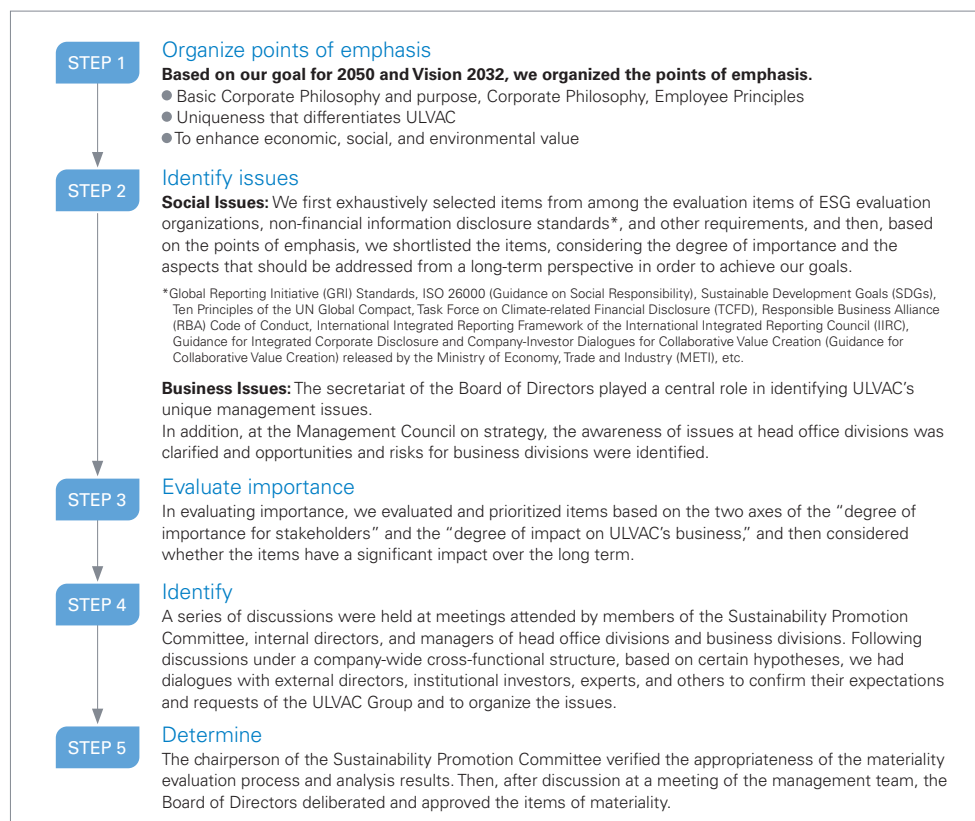 STEP 1
Organize points of emphasis
Based on our goal for 2050 and Vision 2032, we organized the points of emphasis.
● Basic Corporate Philosophy and purpose, Corporate Philosophy, Employee Principles
● Uniqueness that differentiates ULVAC
● To enhance economic, social, and environmental value
STEP 2
Identify issues
Social Issues: We first exhaustively selected items from among the evaluation items of ESG evaluation
organizations, non-financial information disclosure standards*, and other requirements, and then, based
on the points of emphasis, we shortlisted the items, considering the degree of importance and the
aspects that should be addressed from a long-term perspective in order to achieve our goals.
*Global Reporting Initiative (GRI) Standards, ISO 26000 (Guidance on Social Responsibility), Sustainable Development Goals (SDGs),
Ten Principles of the UN Global Compact, Task Force on Climate-related Financial Disclosure (TCFD), Responsible Business Alliance
(RBA) Code of Conduct, International Integrated Reporting Framework of the International Integrated Reporting Council (IIRC),
Guidance for Integrated Corporate Disclosure and Company-Investor Dialogues for Collaborative Value Creation (Guidance for
Collaborative Value Creation) released by the Ministry of Economy, Trade and Industry (METI), etc.
Business Issues: The secretariat of the Board of Directors played a central role in identifying ULVAC's
unique management issues.
In addition, at the Management Council on strategy, the awareness of issues at head office divisions was
clarified and opportunities and risks for business divisions were identified.
STEP 3
Evaluate importance
In evaluating importance, we evaluated and prioritized items based on the two axes of the "degree of
importance for stakeholders" and the "degree of impact on ULVAC's business," and then considered
whether the items have a significant impact over the long term.
STEP 4
Identify
A series of discussions were held at meetings attended by members of the Sustainability Promotion
Committee, internal directors, and managers of head office divisions and business divisions. Following
discussions under a company-wide cross-functional structure, based on certain hypotheses, we had
dialogues with external directors, institutional investors, experts, and others to confirm their expectations
and requests of the ULVAC Group and to organize the issues.
STEP 5
Determine
The chairperson of the Sustainability Promotion Committee verified the appropriateness of the materiality
evaluation process and analysis results. Then, after discussion at a meeting of the management team, the
Board of Directors deliberated and approved the items of materiality.